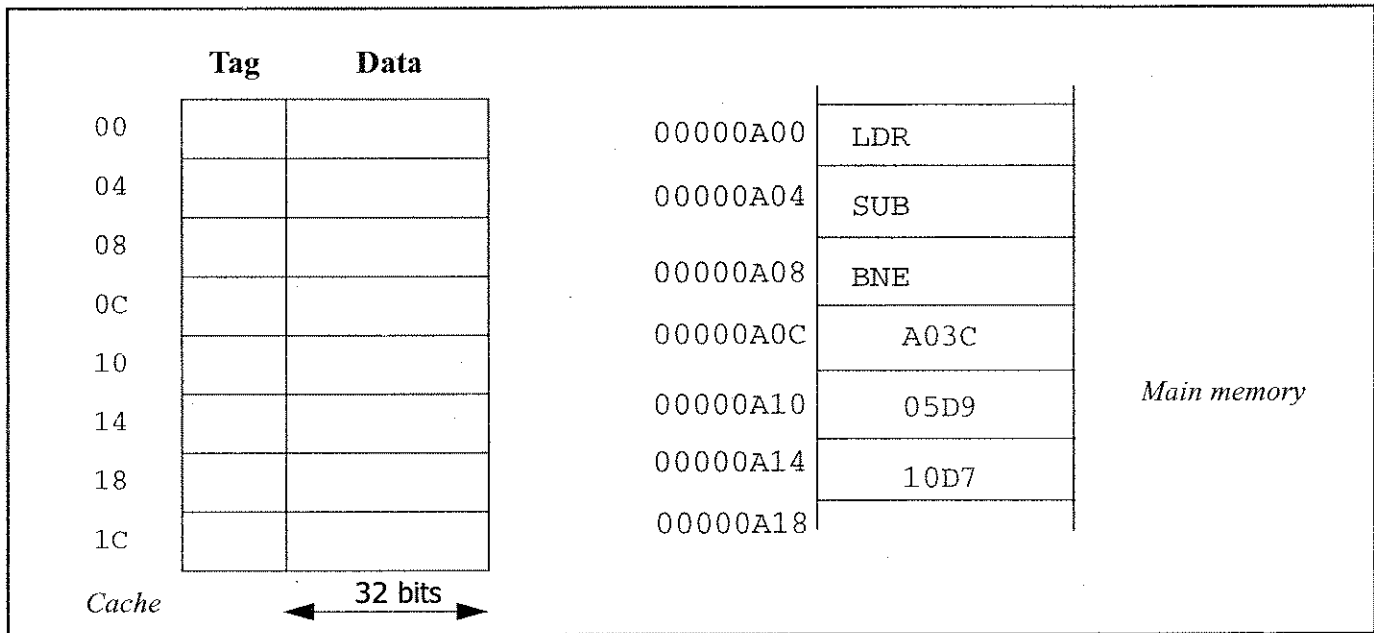 Tag Data
00
04
08
0C
10
14
18
1C
Cache
32 bits
00000A00 LDR
00000A04 SUB
00000A08 BNE
00000A0C A03C
00000A10 05D9
00000A14 10D7
00000A18
Main memory